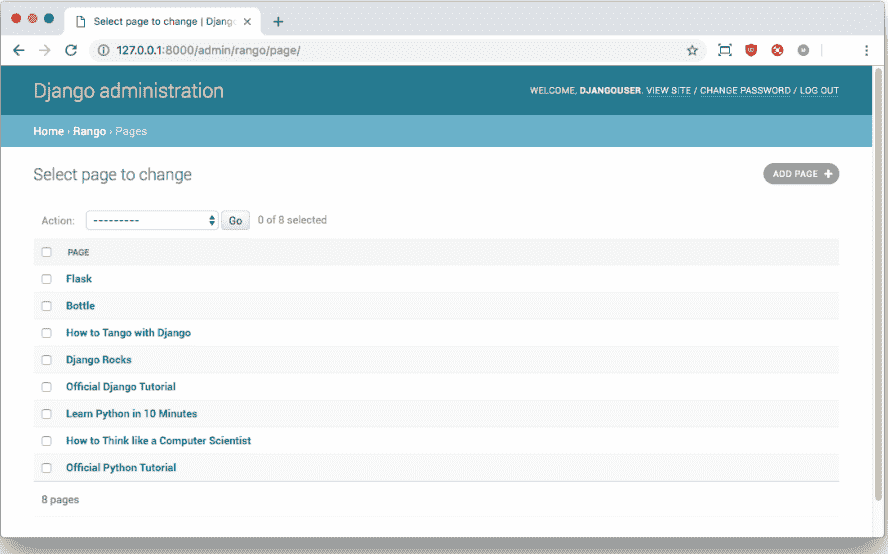 Select page to change | Djang
127.0.0.1:8000/admin/rango/page/
Django administration
WELCOME, DJANGOUSER. VIEW SITE / CHANGE PASSWORD / LOG OUT
Home › Rango › Pages
Select page to change
ADD PAGE +
Action: --------- Go 0 of 8 selected
PAGE
Flask
Bottle
How to Tango with Django
Django Rocks
Official Django Tutorial
Learn Python in 10 Minutes
How to Think like a Computer Scientist
Official Python Tutorial
8 pages